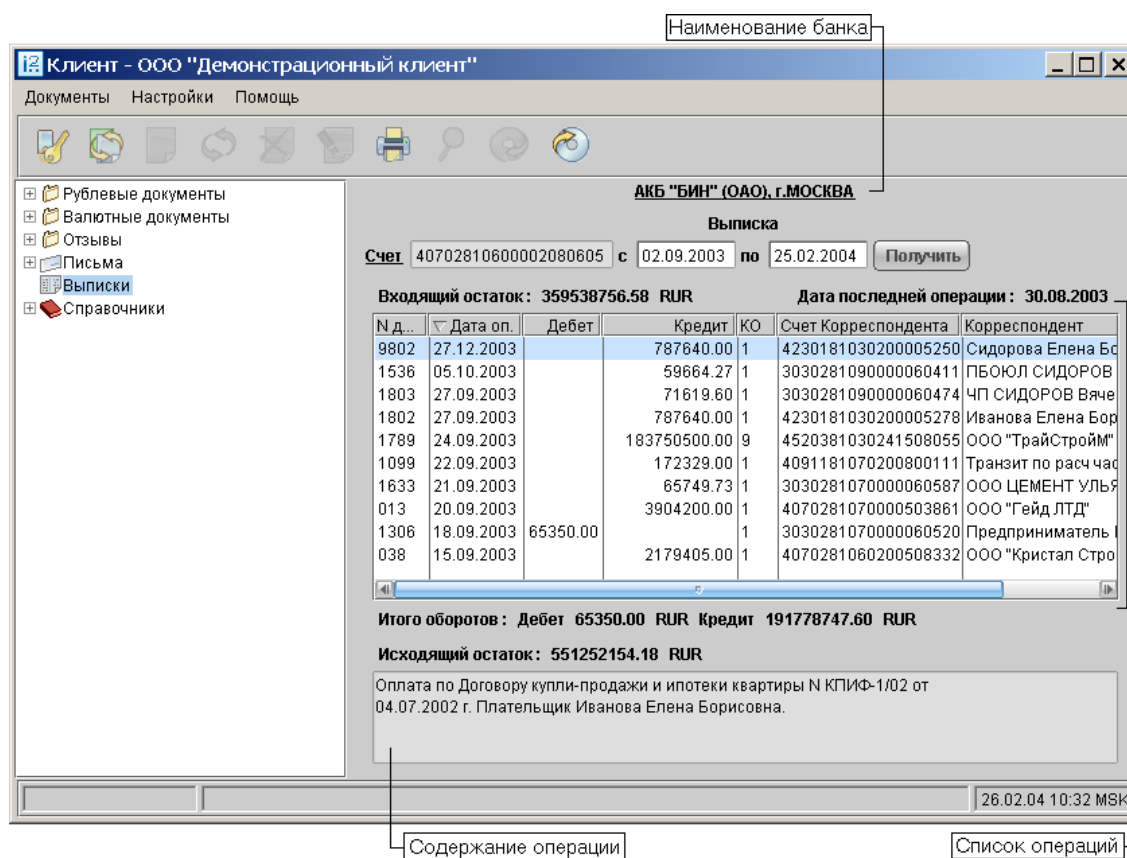 Наименование банка
Клиент - ООО "Демонстрационный клиент"
Документы Настройки Помощь
Рублевые документы
Валютные документы
Отзывы
Письма
Выписки
Справочники
АКБ "БИН" (ОАО), г.МОСКВА
Выписка
Счет 40702810600002080605 с 02.09.2003 по 25.02.2004 Получить
Входящий остаток: 359538756.58 RUR Дата последней операции: 30.08.2003
N д... Дата оп. Дебет Кредит КО Счет Корреспондента Корреспондент
9802 27.12.2003 787640.00 1 4230181030200005250 Сидорова Елена Бо
1536 05.10.2003 59664.27 1 3030281090000060411 ПБОЮЛ СИДОРОВ
1803 27.09.2003 71619.60 1 3030281090000060474 ЧП СИДОРОВ Вяче
1802 27.09.2003 787640.00 1 4230181030200005278 Иванова Елена Бор
1789 24.09.2003 183750500.00 9 4520381030241508055 ООО "ТрайСтройМ"
1099 22.09.2003 172329.00 1 4091181070200800111 Транзит по расч час
1633 21.09.2003 65749.73 1 3030281070000060587 ООО ЦЕМЕНТ УЛЬЯ
013 20.09.2003 3904200.00 1 40702810700000503861 ООО "Гейд ЛТД"
1306 18.09.2003 65350.00 1 3030281070000060520 Предприниматель
038 15.09.2003 2179405.00 1 4070281060200508332 ООО "Кристал Стро
Итого оборотов: Дебет 65350.00 RUR Кредит 191778747.60 RUR
Исходящий остаток: 551252154.18 RUR
Оплата по Договору купли-продажи и ипотеки квартиры N КПИФ-1/02 от
04.07.2002 г. Плательщик Иванова Елена Борисовна.
26.02.04 10:32 MSK
Содержание операции
Список операций